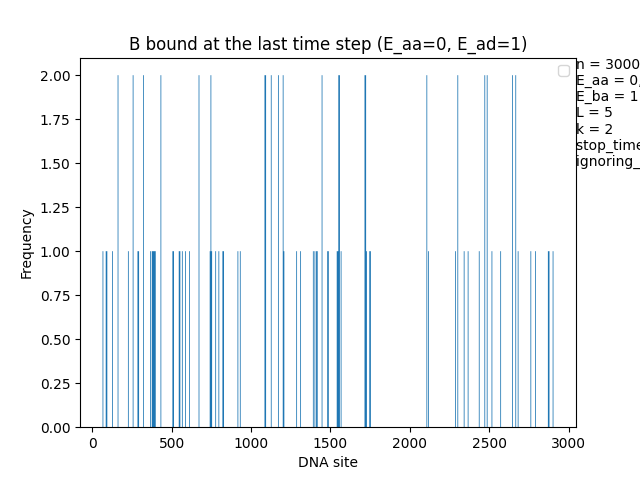 B bound at the last time step (E_aa=0, E_ad=1)
n = 3000
E_aa = 0,
E_ba = 1
L = 5
k = 2
stop_time
ignoring_
2.00
1.75
1.50
1.25
1.00
0.75
0.50
0.25
0.00
Frequency
0 500 1000 1500 2000 2500 3000
DNA site